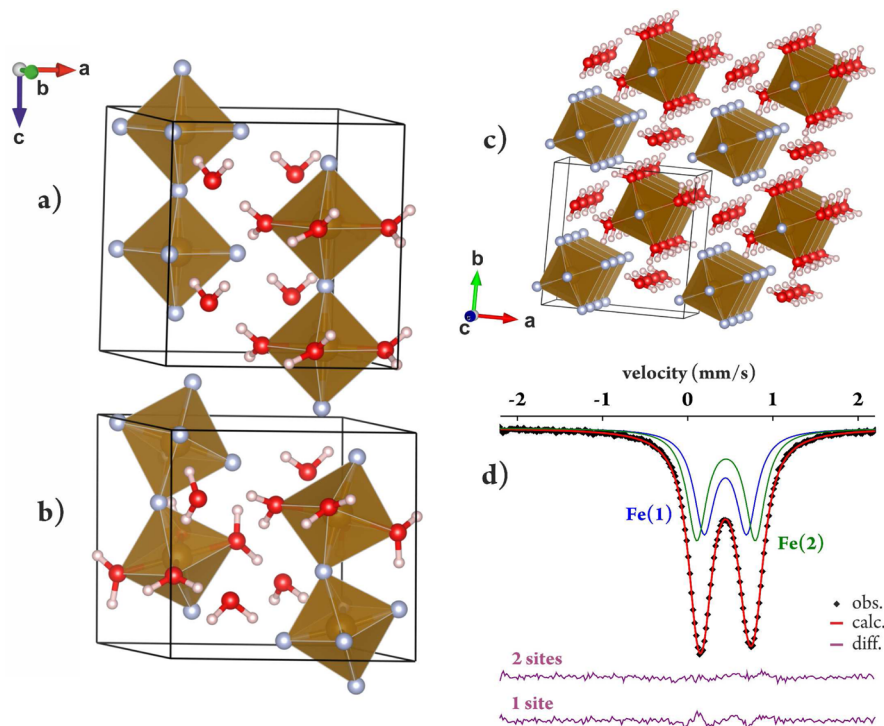 a
b
c
a)
b)
c)
b
c
a
velocity (mm/s)
-2 -1 0 1 2
d)
Fe(1)
Fe(2)
obs.
calc.
diff.
2 sites
1 site